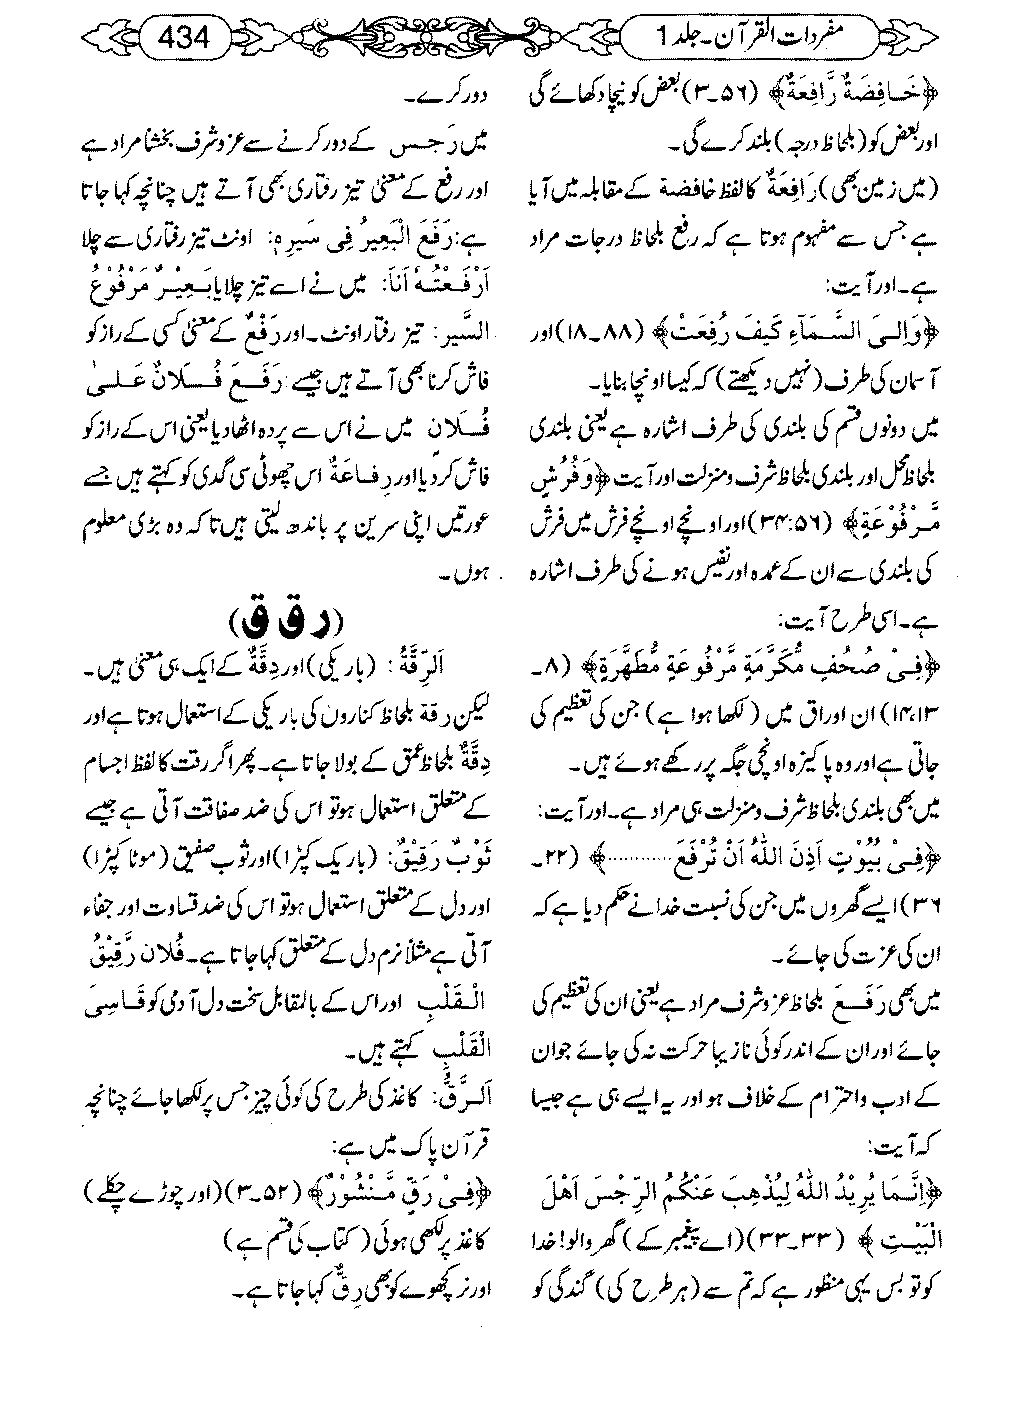 مفردات القرآن۔جلد 1
434
﴿خَافِضَةٌ رَّافِعَةٌ﴾ (۵۶۔۳) بعض کو نیچا دکھائے گی
اور بعض کو (بلحاظ درجہ) بلند کرے گی۔
(میں زمین بھی) رَافِعَةٌ کا لفظ خافضة کے مقابلہ میں آیا
ہے جس سے مفہوم ہوتا ہے کہ رفع بلحاظ درجات مراد
ہے۔اور آیت:
﴿وَاِلیَ السَّمَآءِ کَیْفَ رُفِعَتْ﴾ (۸۸۔۱۸) اور
آسمان کی طرف (نہیں دیکھتے) کہ کیسا اونچا بنایا۔
میں دونوں قسم کی بلندی کی طرف اشارہ ہے یعنی بلندی
بلحاظ محل اور بلندی بلحاظ شرف ومنزلت اور آیت ﴿وَفُرُشٍ
مَّرْفُوْعَةٍ﴾ (۳۴:۵۶) اور اونچے اونچے فرش میں فرش
کی بلندی سے ان کے عمدہ اور نفیس ہونے کی طرف اشارہ
ہے۔اسی طرح آیت:
﴿فِیْ صُحُفٍ مُّکَرَّمَةٍ مَّرْفُوْعَةٍ مُّطَهَّرَةٍ﴾ (۸۔
۱۴،۱۳) ان اوراق میں (لکھا ہوا ہے) جن کی تعظیم کی
جاتی ہے اور وہ پاکیزہ اونچی جگہ پر رکھے ہوئے ہیں۔
میں بھی بلندی بلحاظ شرف ومنزلت ہی مراد ہے۔اور آیت:
﴿فِیْ بُیُوْتٍ اَذِنَ اللّٰهُ اَنْ تُرْفَعَ ...........﴾ (۲۲۔
۳۶) ایسے گھروں میں جن کی نسبت خدا نے حکم دیا ہے کہ
ان کی عزت کی جائے۔
میں بھی رَفَعَ بلحاظ عزوشرف مراد ہے یعنی ان کی تعظیم کی
جائے اور ان کے اندر کوئی نازیبا حرکت نہ کی جائے جو ان
کے ادب واحترام کے خلاف ہو اور یہ ایسے ہی ہے جیسا
کہ آیت:
﴿اِنَّمَا یُرِیْدُ اللّٰهُ لِیُذْهِبَ عَنْکُمُ الرِّجْسَ اَهْلَ
الْبَیْتِ﴾ (۳۳۔۳۳) (اے پیغمبر کے) گھر والو! خدا
کو تو بس یہی منظور ہے کہ تم سے (ہر طرح کی) گندگی کو
دور کرے۔
میں رَجس کے دور کرنے سے عزوشرف بخشنا مراد ہے
اور رفع کے معنی تیز رفتاری بھی آتے ہیں چنانچہ کہا جاتا
ہے: رَفَعَ الْبَعِیْرُ فِی سَیْرِهٖ: اونٹ تیز رفتاری سے چلا
اَرْفَعْتُهٗ اَنَا: میں نے اسے تیز چلایا بَعِیْرٌ مَرْفُوْعُ
السَّیرِ: تیز رفتار اونٹ۔اور رَفْعٌ کے معنی کسی کے راز کو
فاش کرنا بھی آتے ہیں جیسے رَفَعَ فُلَانٌ عَلیٰ
فُلَانٍ میں نے اس سے پردہ اٹھا دیا یعنی اس کے راز کو
فاش کر دیا اور رِفَاعَةٌ اس چھوٹی سی گدی کو کہتے ہیں جسے
عورتیں اپنی سرین پر باندھ لیتی ہیں تاکہ وہ بڑی معلوم
ہوں۔
(ر ق ق)
اَلرِّقَّةُ: (باریکی) اور دِقَّةٌ کے ایک ہی معنی ہیں۔
لیکن رقة بلحاظ کناروں کی باریکی کے استعمال ہوتا ہے اور
دِقَّةٌ بلحاظ عمق کے بولا جاتا ہے۔پھر اگر رقت کا لفظ اجسام
کے متعلق استعمال ہو تو اس کی ضد صفاقت آتی ہے جیسے
ثَوْبٌ رَقِیْقٌ: (باریک کپڑا) اور ثوب صفیق (موٹا کپڑا)
اور دل کے متعلق استعمال ہو تو اس کی ضد قساوت اور جفاء
آتی ہے مثلاً نرم دل کے متعلق کہا جاتا ہے۔فُلان رَّقِیْقُ
الْقَلْبِ اور اس کے بالمقابل سخت دل آدمی کو قَاسِیَ
الْقَلْبِ کہتے ہیں۔
اَلرَّقُّ: کاغذ کی طرح کی کوئی چیز جس پر لکھا جائے چنانچہ
قرآن پاک میں ہے:
﴿فِیْ رَقٍّ مَّنْشُوْرٌ﴾ (۵۲۔۳) (اور چوڑے چکلے)
کاغذ پر لکھی ہوئی (کتاب کی قسم ہے)
اور نر کچھوے کو بھی رِقٌّ کہا جاتا ہے۔